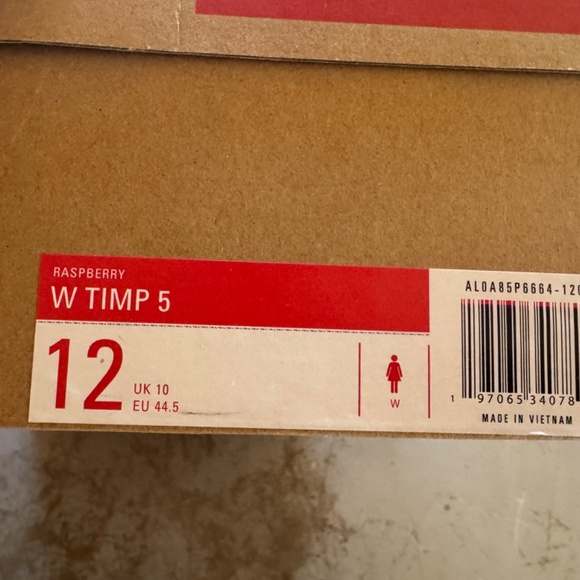 RASPBERRY
W TIMP 5
12
UK 10
EU 44.5
W
AL0A85P6664-120
1 97065 34078
MADE IN VIETNAM